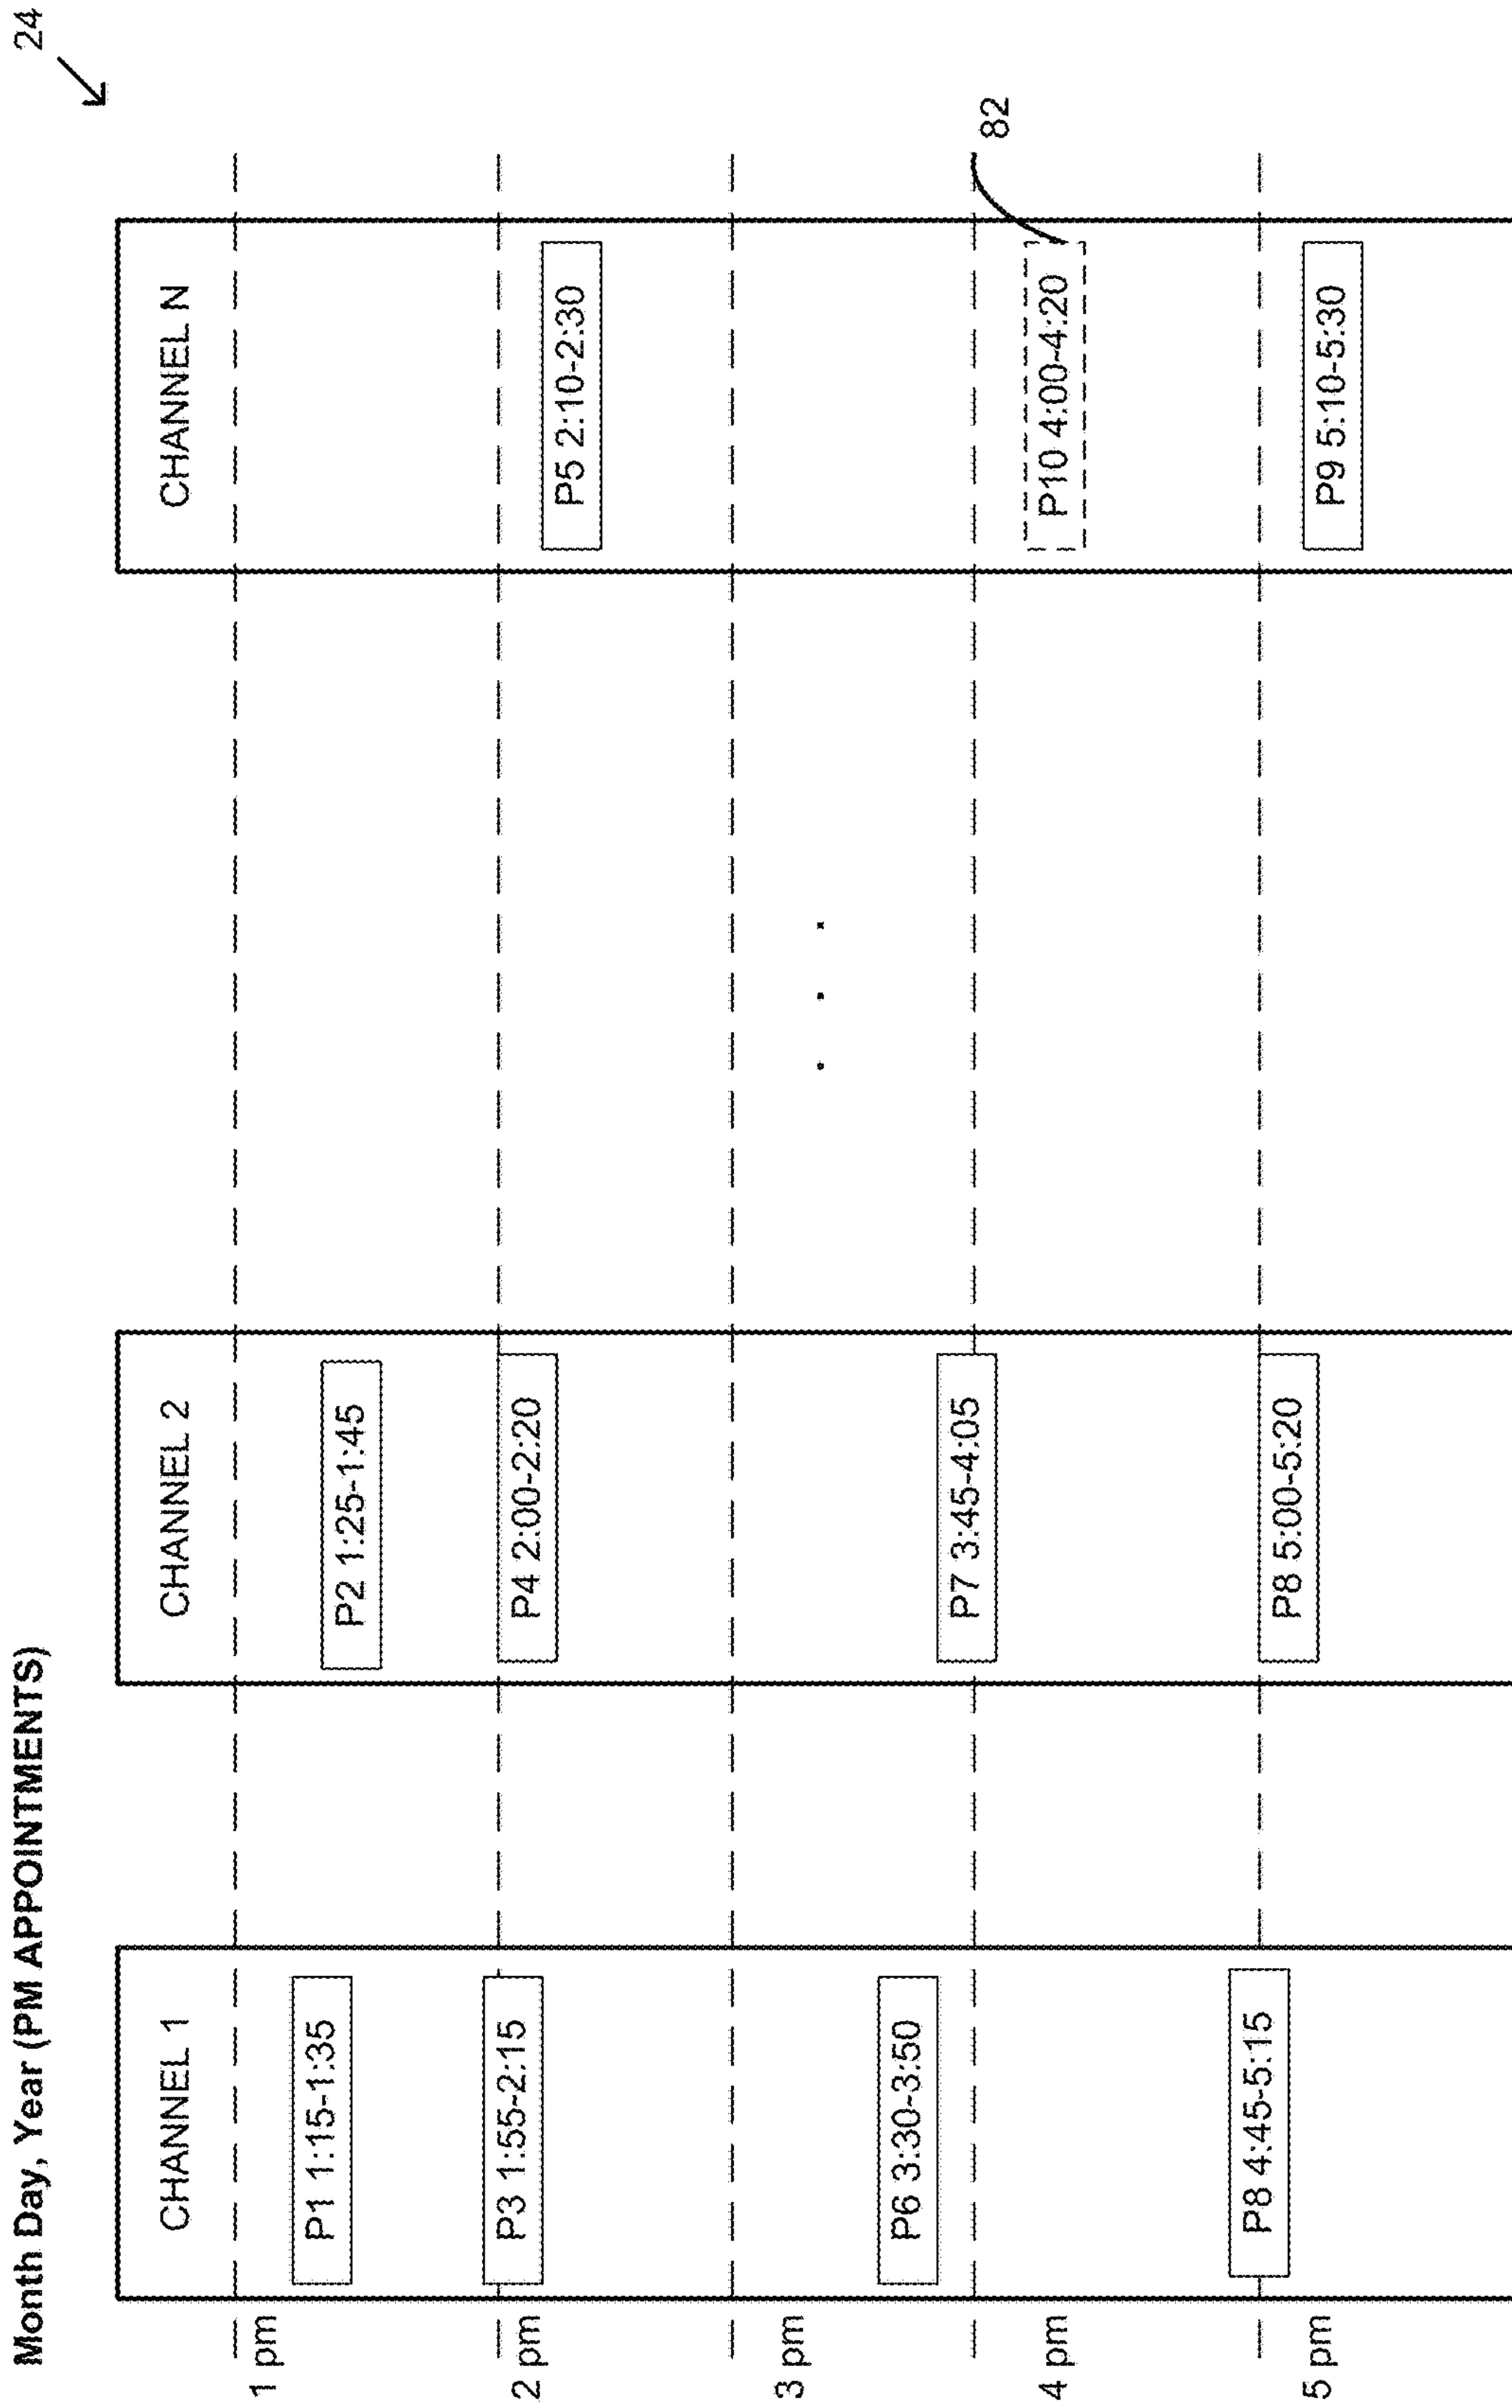 Month Day, Year (PM APPOINTMENTS)
24
CHANNEL 1
CHANNEL 2
CHANNEL N
1 pm
P1 1:15-1:35
P2 1:25-1:45
2 pm
P3 1:55-2:15
P4 2:00-2:20
P5 2:10-2:30
3 pm
P6 3:30-3:50
P7 3:45-4:05
82
4 pm
P10 4:00-4:20
P8 4:45-5:15
P8 5:00-5:20
5 pm
P9 5:10-5:30